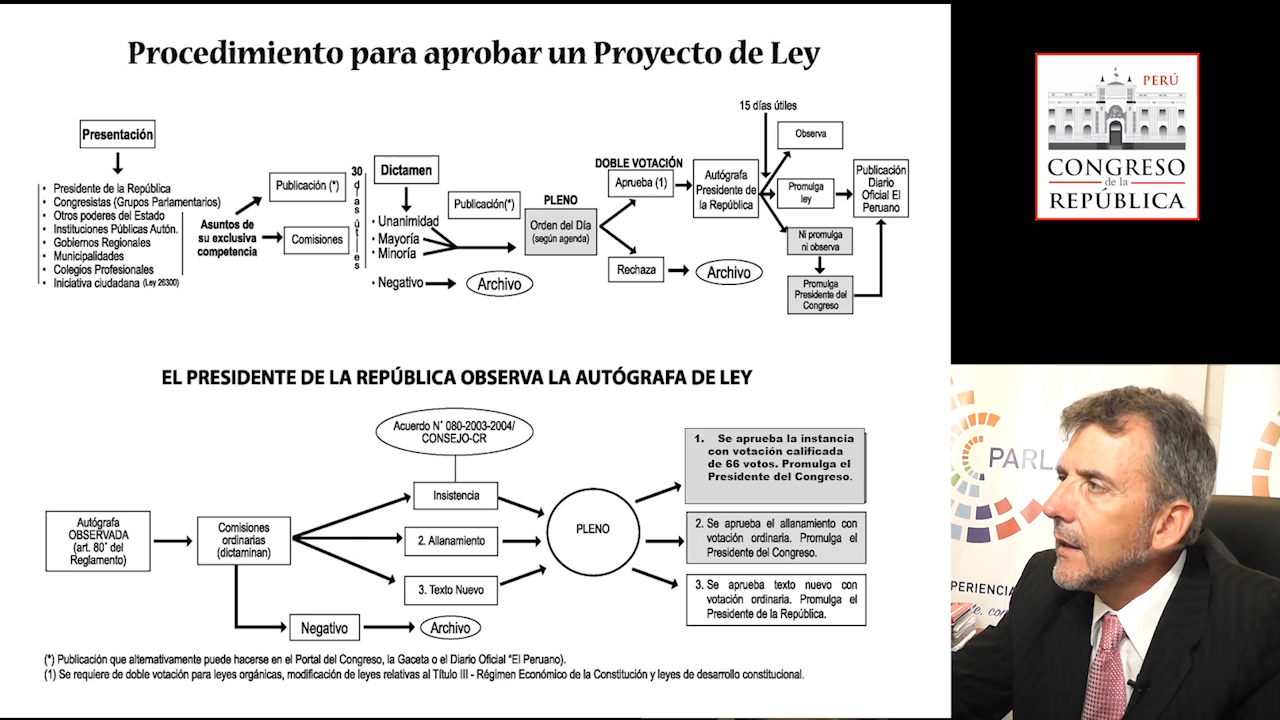 Procedimiento para aprobar un Proyecto de Ley
Presentación
• Presidente de la República
• Congresistas (Grupos Parlamentarios)
• Otros poderes del Estado
• Instituciones Públicas Autón.
• Gobiernos Regionales
• Municipalidades
• Colegios Profesionales
• Iniciativa ciudadana (Ley 26300)
Asuntos de
su exclusiva
competencia
Publicación (*)
Comisiones
30
días útiles
Dictamen
• Unanimidad
• Mayoría
• Minoría
• Negativo
Archivo
Publicación(*)
PLENO
Orden del Día
(según agenda)
DOBLE VOTACIÓN
Aprueba (1)
Rechaza
Archivo
Autógrafa
Presidente de
la República
15 días útiles
Observa
Promulga
ley
Ni promulga
ni observa
Promulga
Presidente del
Congreso
Publicación
Diario
Oficial El
Peruano
EL PRESIDENTE DE LA REPÚBLICA OBSERVA LA AUTÓGRAFA DE LEY
Autógrafa
OBSERVADA
(art. 80° del
Reglamento)
Comisiones
ordinarias
(dictaminan)
Acuerdo N° 080-2003-2004/
CONSEJO-CR
Insistencia
2. Allanamiento
3. Texto Nuevo
Negativo
Archivo
PLENO
1. Se aprueba la instancia
con votación calificada
de 66 votos. Promulga el
Presidente del Congreso.
2. Se aprueba el allanamiento con
votación ordinaria. Promulga el
Presidente del Congreso.
3. Se aprueba texto nuevo con
votación ordinaria. Promulga el
Presidente de la República.
(*) Publicación que alternativamente puede hacerse en el Portal del Congreso, la Gaceta o el Diario Oficial "El Peruano).
(1) Se requiere de doble votación para leyes orgánicas, modificación de leyes relativas al Título III - Régimen Económico de la Constitución y leyes de desarrollo constitucional.
PERÚ
CONGRESO
de la
REPÚBLICA
PARL
PERIENCIA